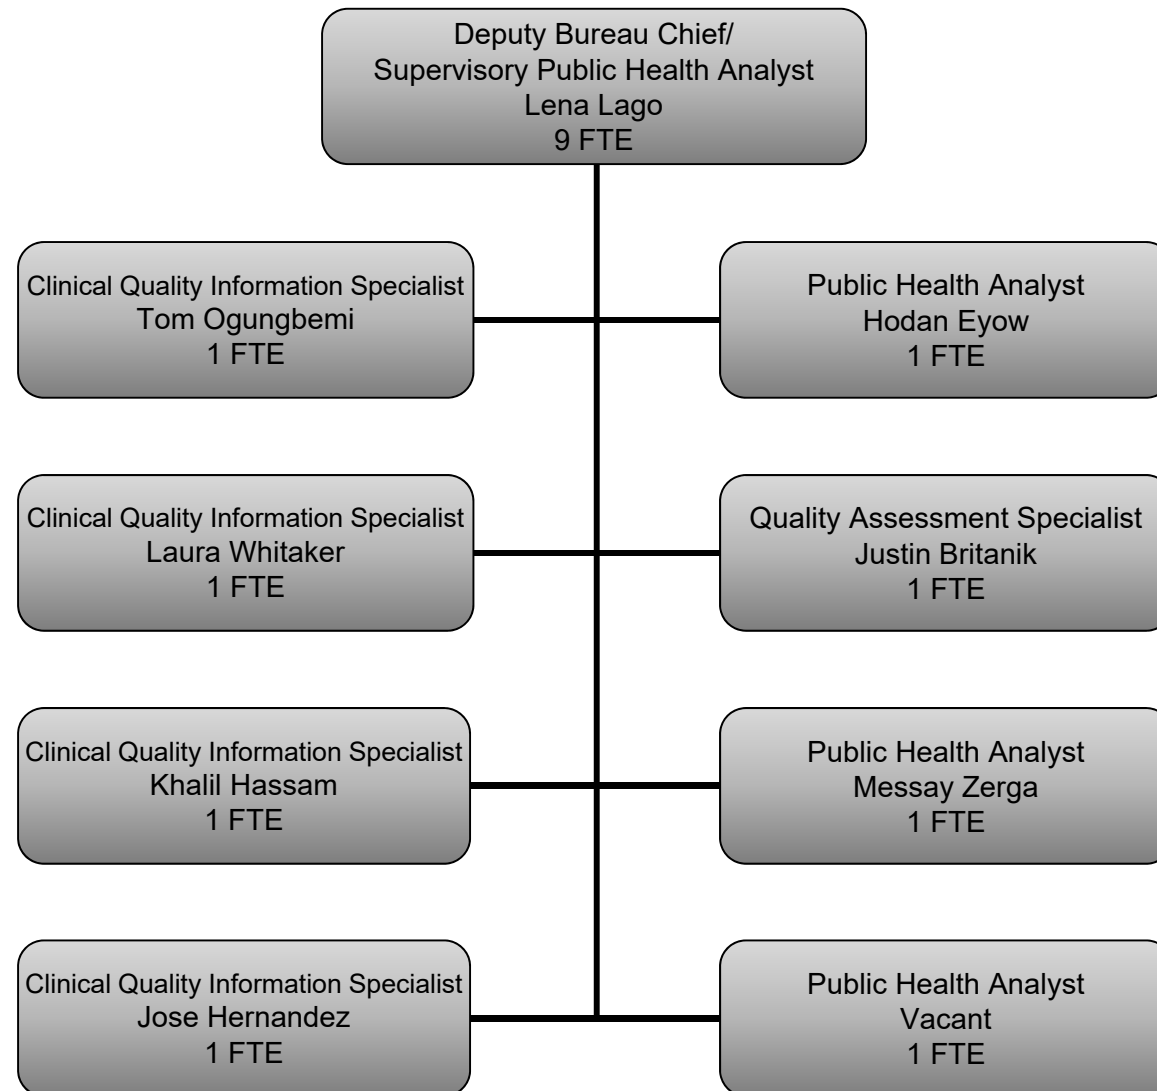 Deputy Bureau Chief/
Supervisory Public Health Analyst
Lena Lago
9 FTE
Clinical Quality Information Specialist
Tom Ogungbemi
1 FTE
Public Health Analyst
Hodan Eyow
1 FTE
Clinical Quality Information Specialist
Laura Whitaker
1 FTE
Quality Assessment Specialist
Justin Britanik
1 FTE
Clinical Quality Information Specialist
Khalil Hassam
1 FTE
Public Health Analyst
Messay Zerga
1 FTE
Clinical Quality Information Specialist
Jose Hernandez
1 FTE
Public Health Analyst
Vacant
1 FTE